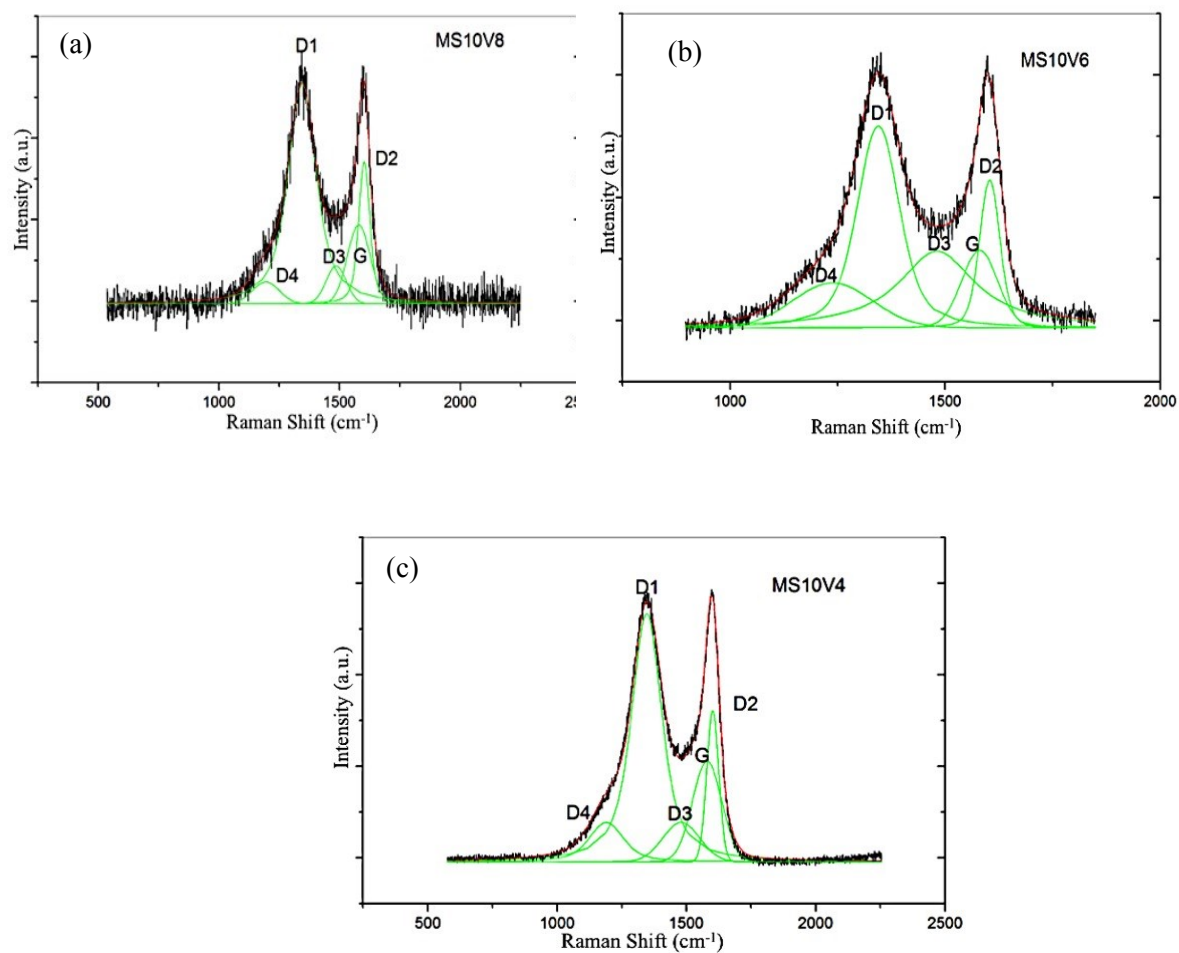 (a)
MS10V8
D1
D2
D3
G
D4
Intensity (a.u.)
500
1000
1500
2000
Raman Shift (cm-1)
(b)
MS10V6
D1
D2
D3
G
D4
Intensity (a.u.)
1000
1500
2000
Raman Shift (cm-1)
(c)
MS10V4
D1
D2
G
D4
D3
Intensity (a.u.)
500
1000
1500
2000
2500
Raman Shift (cm-1)